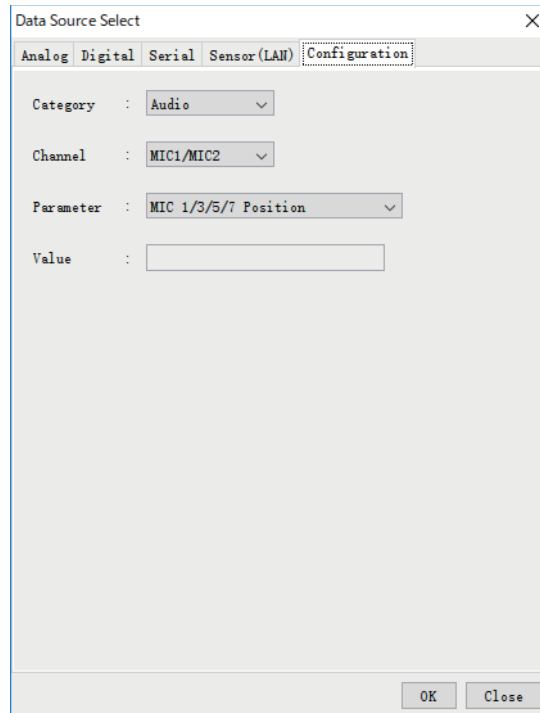 Data Source Select
Analog Digital Serial Sensor(LAN) Configuration
Category : Audio
Channel : MIC1/MIC2
Parameter : MIC 1/3/5/7 Position
Value :
OK Close